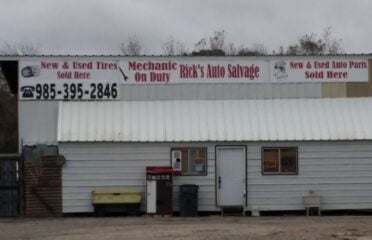 New & Used Tires
Sold Here
Mechanic
On Duty
Rick's Auto Salvage
New & Used Auto Parts
Sold Here
985-395-2846